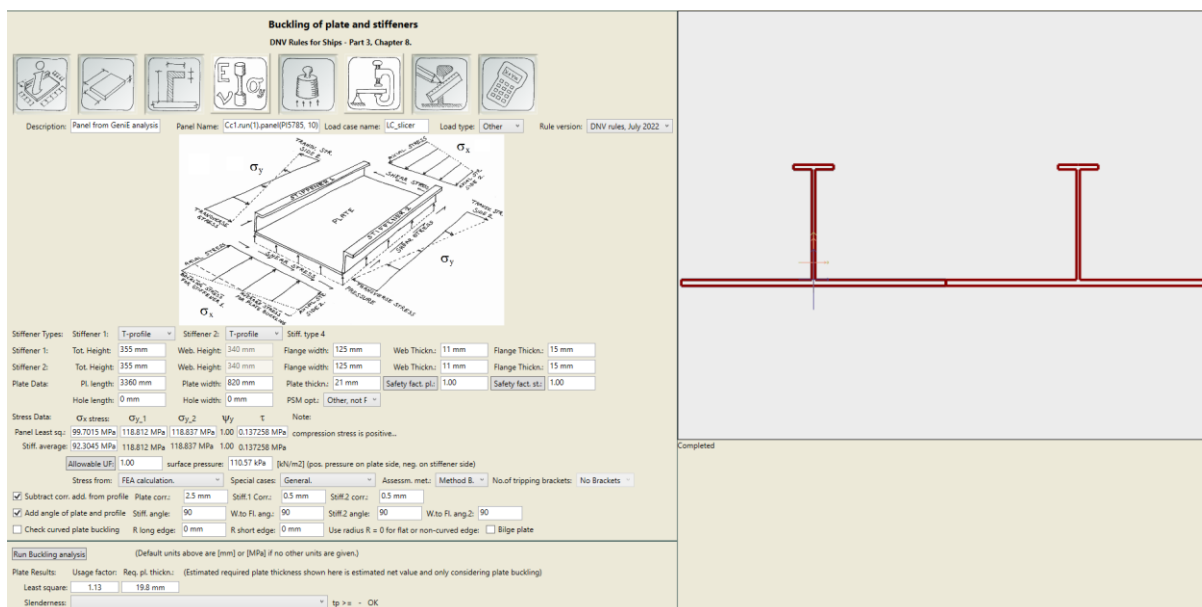 Buckling of plate and stiffeners
DNV Rules for Ships - Part 3, Chapter 8.
Description: Panel from GeniE analysis Panel Name: Cc1.run(1).panel(Pl5785, 10) Load case name: LC_slicer Load type: Other Rule version: DNV rules, July 2022
σx
σy
STIFFENER 1
PLATE
STIFFENER 2
SHEAR STRESS
PRESSURE
TRANSVERSE STRESS
σy
σx
Stiffener Types: Stiffener 1: T-profile Stiffener 2: T-profile Stiff. type 4
Stiffener 1: Tot. Height: 355 mm Web. Height: 340 mm Flange width: 125 mm Web Thickn.: 11 mm Flange Thickn.: 15 mm
Stiffener 2: Tot. Height: 355 mm Web. Height: 340 mm Flange width: 125 mm Web Thickn.: 11 mm Flange Thickn.: 15 mm
Plate Data: Pl. length: 3360 mm Plate width: 820 mm Plate thickn.: 21 mm Safety fact. pl.: 1.00 Safety fact. st.: 1.00
Hole length: 0 mm Hole width: 0 mm PSM opt.: Other, not F
Stress Data: σx stress: σy_1 σy_2 ψy τ Note:
Panel Least sq.: 99.7015 MPa 118.812 MPa 118.837 MPa 1.00 0.137258 MPa compression stress is positive...
Stiff. average: 92.3045 MPa 118.812 MPa 118.837 MPa 1.00 0.137258 MPa
Allowable UF: 1.00 surface pressure: 110.57 kPa [kN/m2] (pos. pressure on plate side, neg. on stiffener side)
Stress from: FEA calculation. Special cases: General. Assessm. met.: Method B. No.of tripping brackets: No Brackets
Subtract corr. add. from profile Plate corr.: 2.5 mm Stiff.1 Corr.: 0.5 mm Stiff.2 corr.: 0.5 mm
Add angle of plate and profile Stiff. angle: 90 W.to Fl. ang.: 90 Stiff.2 angle: 90 W.to Fl. ang.2: 90
Check curved plate buckling R long edge: 0 mm R short edge: 0 mm Use radius R = 0 for flat or non-curved edge: Bilge plate
Run Buckling analysis (Default units above are [mm] or [MPa] if no other units are given.)
Plate Results: Usage factor: Req. pl. thickn.: (Estimated required plate thickness shown here is estimated net value and only considering plate buckling)
Least square: 1.13 19.8 mm
Slenderness: tp >= - OK
Completed